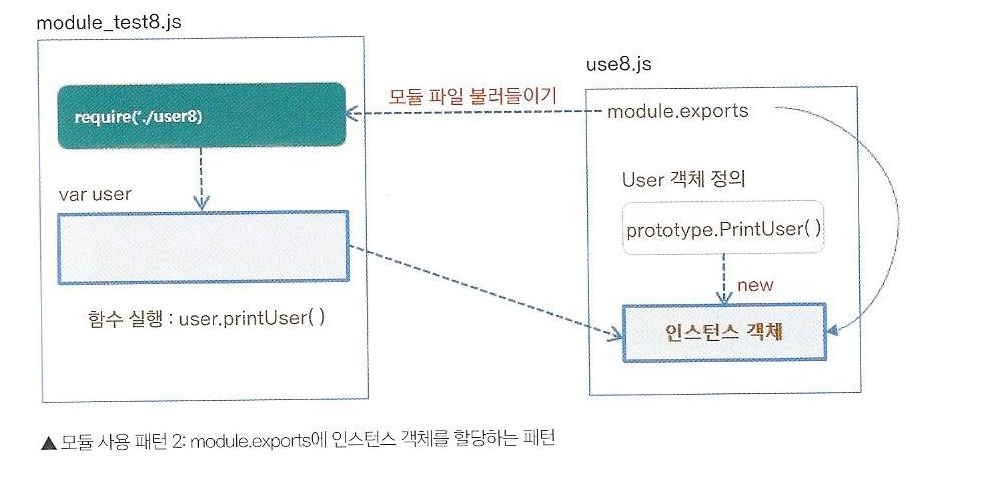 module_test8.js
require('./user8)
var user
함수 실행 : user.printUser( )
모듈 파일 불러들이기
use8.js
module.exports
User 객체 정의
prototype.PrintUser( )
new
인스턴스 객체
▲ 모듈 사용 패턴 2: module.exports에 인스턴스 객체를 할당하는 패턴